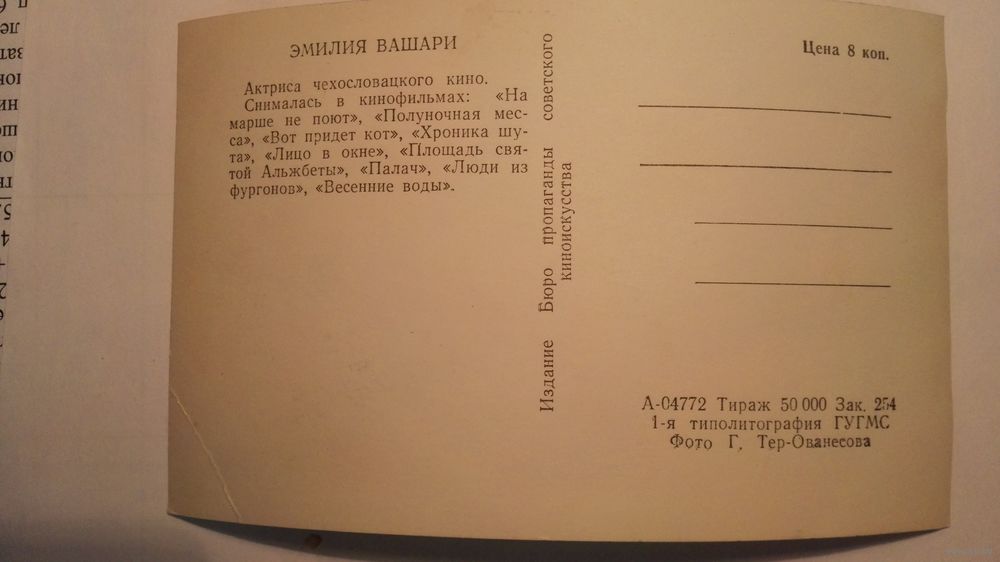 ЭМИЛИЯ ВАШАРИ
Актриса чехословацкого кино.
Снималась в кинофильмах: «На
марше не поют», «Полуночная мес-
са», «Вот придет кот», «Хроника шу-
та», «Лицо в окне», «Площадь свя-
той Альжбеты», «Палач», «Люди из
фургонов», «Весенние воды».
Издание Бюро пропаганды советского
киноискусства
Цена 8 коп.
А-04772 Тираж 50 000 Зак. 254
1-я типолитография ГУГМС
Фото Г. Тер-Ованесова